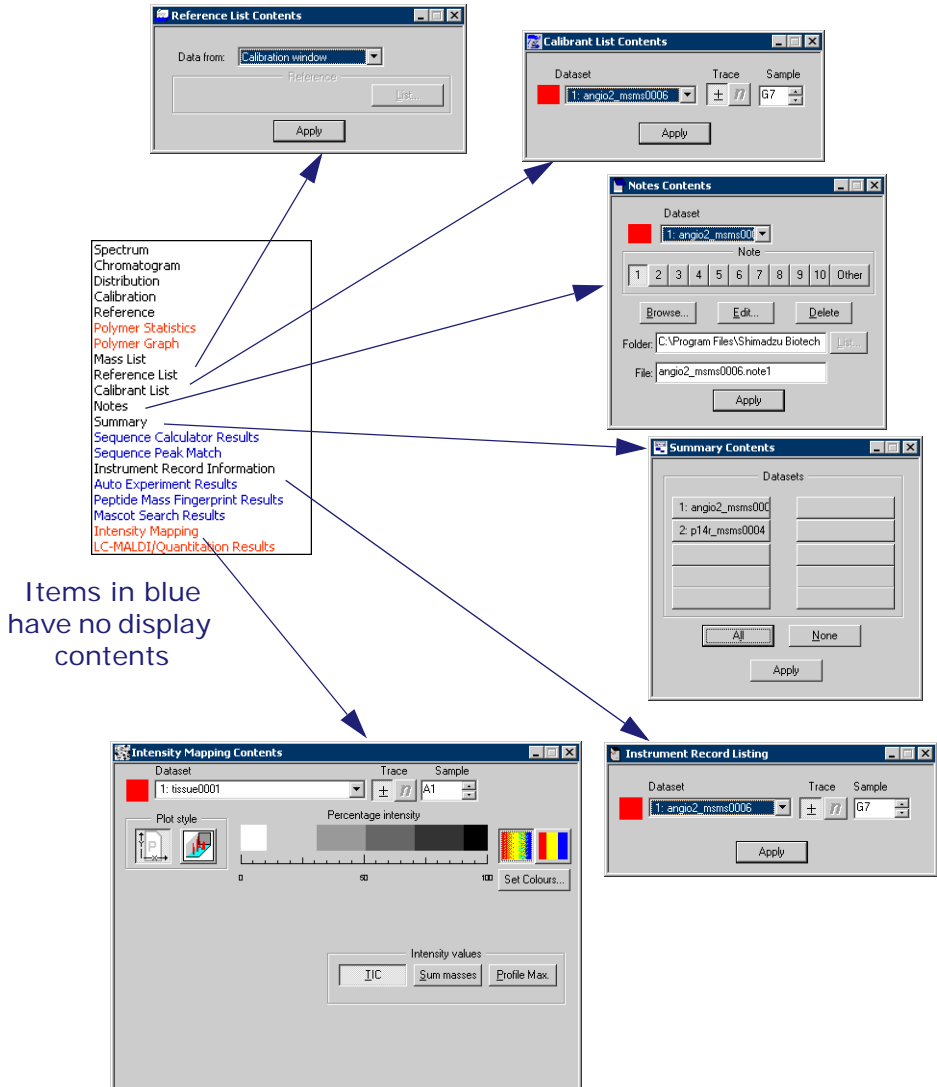 Reference List Contents
Data from: Calibration window
Reference
List...
Apply
Calibrant List Contents
Dataset Trace Sample
1: angio2_msms0006 ± n G7
Apply
Notes Contents
Dataset
1: angio2_msms00
Note
1 2 3 4 5 6 7 8 9 10 Other
Browse... Edit... Delete
Folder: C:\Program Files\Shimadzu Biotech List...
File: angio2_msms0006.note1
Apply
Spectrum
Chromatogram
Distribution
Calibration
Reference
Polymer Statistics
Polymer Graph
Mass List
Reference List
Calibrant List
Notes
Summary
Sequence Calculator Results
Sequence Peak Match
Instrument Record Information
Auto Experiment Results
Peptide Mass Fingerprint Results
Mascot Search Results
Intensity Mapping
LC-MALDI/Quantitation Results
Items in blue
have no display
contents
Summary Contents
Datasets
1: angio2_msms000
2: p14r_msms0004
All None
Apply
Intensity Mapping Contents
Dataset Trace Sample
1: tissue0001 ± n A1
Plot style Percentage intensity
0 50 100 Set Colours...
Intensity values
TIC Sum masses Profile Max.
Instrument Record Listing
Dataset Trace Sample
1: angio2_msms0006 ± n G7
Apply